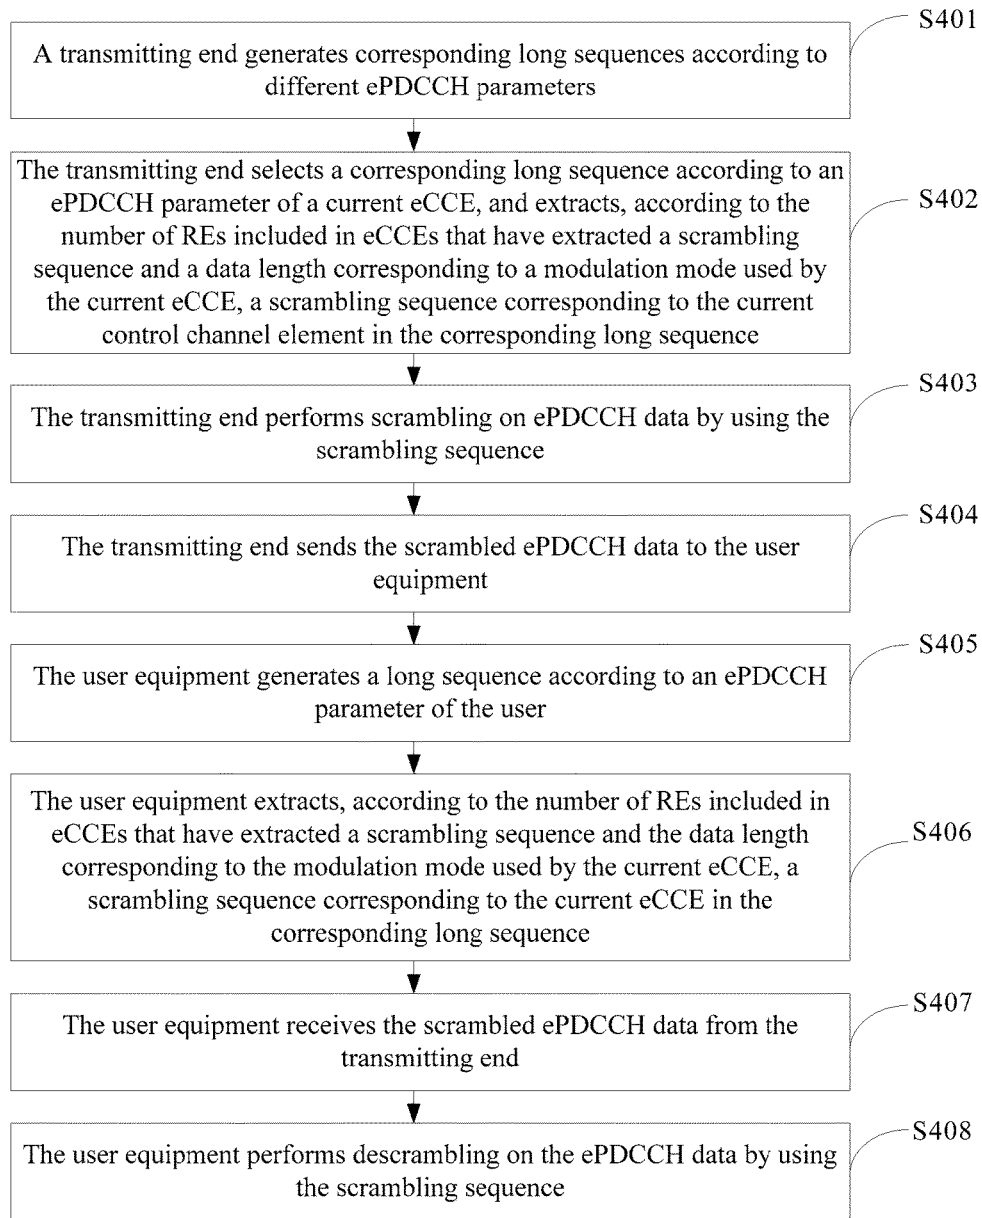 S401
A transmitting end generates corresponding long sequences according to
different ePDCCH parameters
S402
The transmitting end selects a corresponding long sequence according to an
ePDCCH parameter of a current eCCE, and extracts, according to the
number of REs included in eCCEs that have extracted a scrambling
sequence and a data length corresponding to a modulation mode used by
the current eCCE, a scrambling sequence corresponding to the current
control channel element in the corresponding long sequence
S403
The transmitting end performs scrambling on ePDCCH data by using the
scrambling sequence
S404
The transmitting end sends the scrambled ePDCCH data to the user
equipment
S405
The user equipment generates a long sequence according to an ePDCCH
parameter of the user
S406
The user equipment extracts, according to the number of REs included in
eCCEs that have extracted a scrambling sequence and the data length
corresponding to the modulation mode used by the current eCCE, a
scrambling sequence corresponding to the current eCCE in the
corresponding long sequence
S407
The user equipment receives the scrambled ePDCCH data from the
transmitting end
S408
The user equipment performs descrambling on the ePDCCH data by using
the scrambling sequence